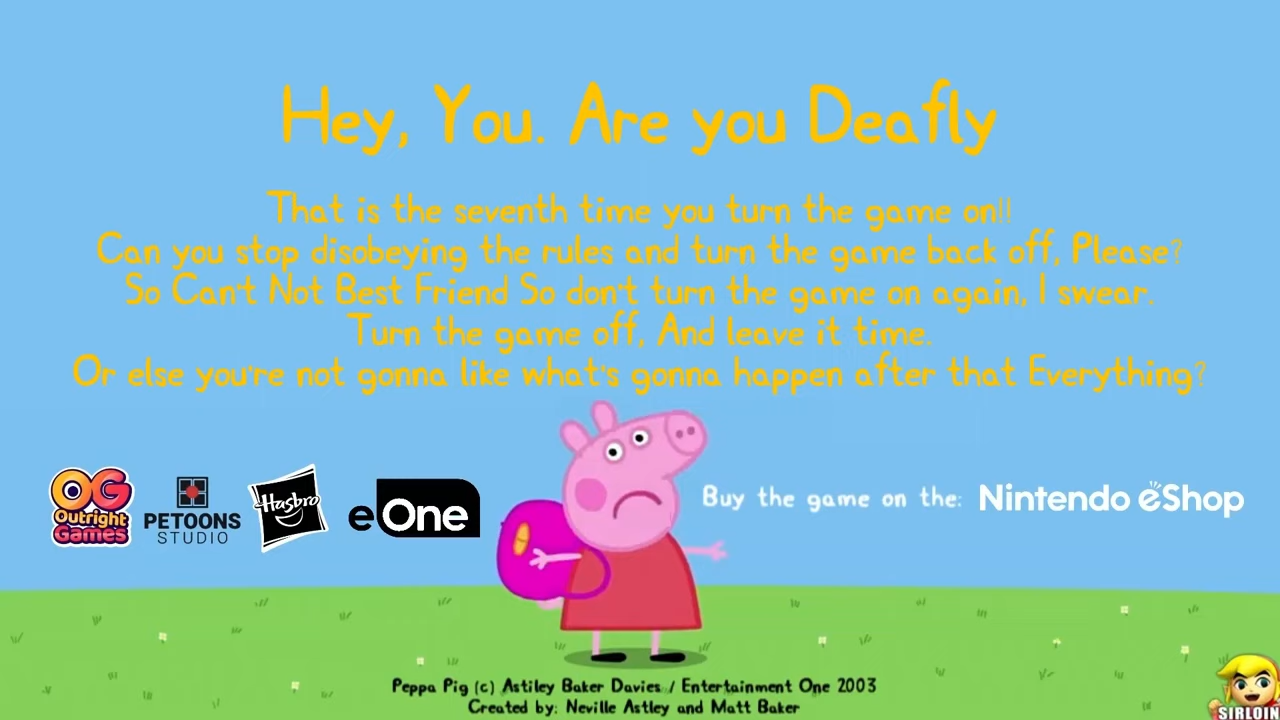 Hey, You. Are you Deafly
That is the seventh time you turn the game on!!
Can you stop disobeying the rules and turn the game back off, Please?
So Can't Not Best Friend So don't turn the game on again, I swear.
Turn the game off, And leave it time.
Or else you're not gonna like what's gonna happen after that Everything?
OG
Outright
Games
PETOONS
STUDIO
Hasbro
eOne
Buy the game on the: Nintendo eShop
Peppa Pig (c) Astiley Baker Davies / Entertainment One 2003
Created by: Neville Astley and Matt Baker
SIRLOIN